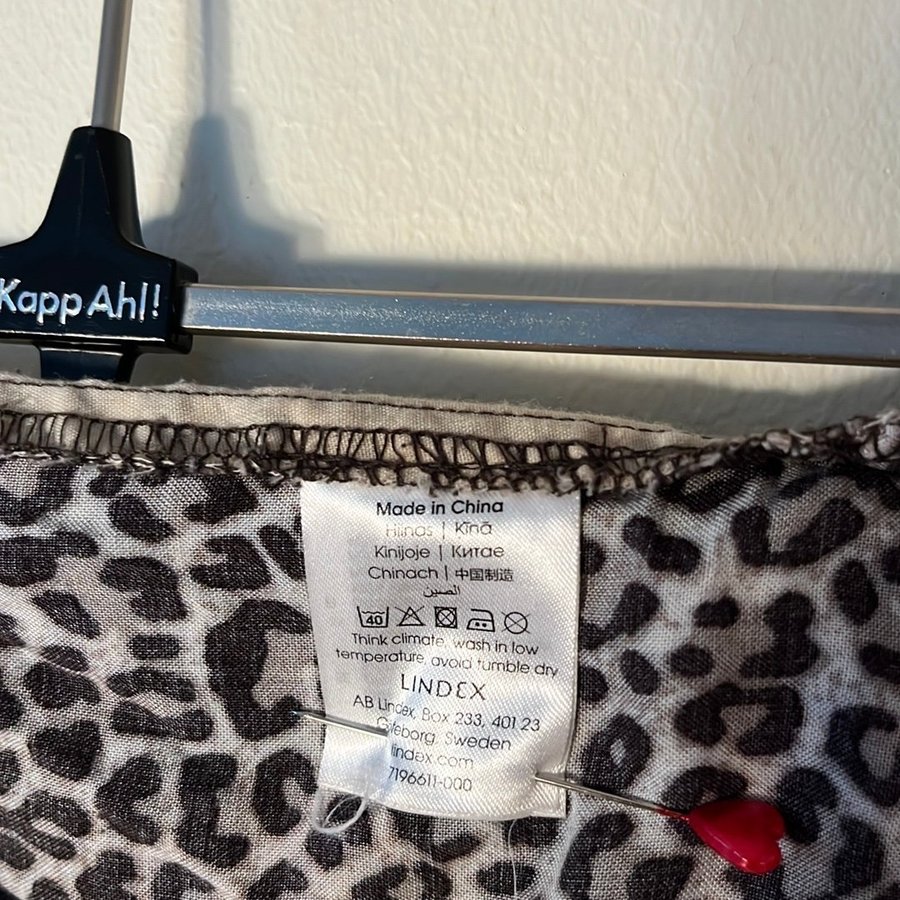 KappAhl!
Made in China
Hiinas | Ķīnā
Kinijoje | Китае
Chinach | 中国制造
الصين
40
Think climate, wash in low
temperature, avoid tumble dry
LINDEX
AB Lindex, Box 233, 401 23
Sweden
lindex.com
7196611-000